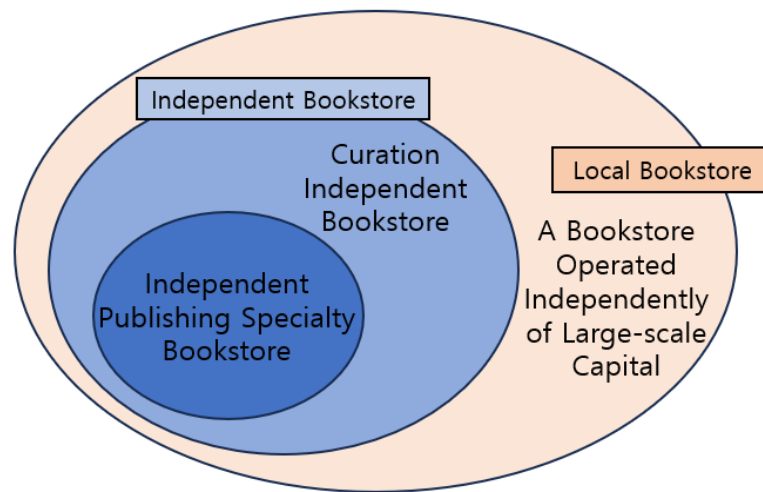 Independent Bookstore
Curation
Independent
Bookstore
Local Bookstore
A Bookstore
Operated
Independently
of Large-scale
Capital
Independent
Publishing Specialty
Bookstore